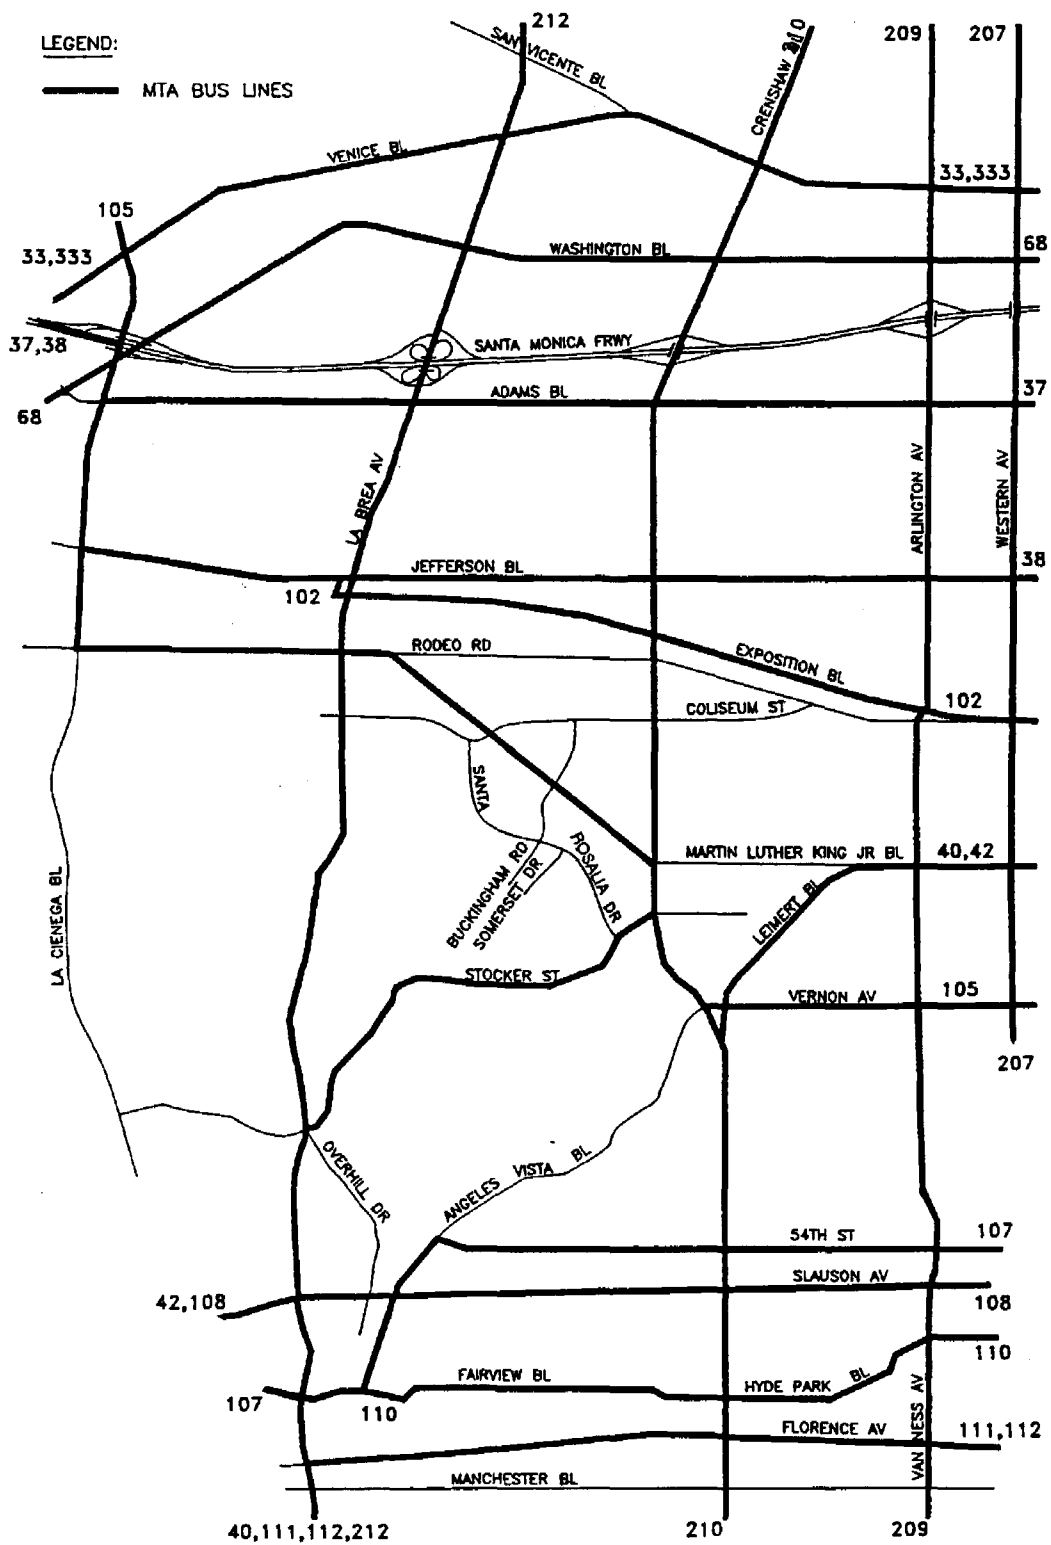 212
SAN VICENTE BL
CRENSHAW BL
210
209
207
LEGEND:
MTA BUS LINES
VENICE BL
33,333
105
33,333
WASHINGTON BL
68
37,38
SANTA MONICA FRWY
68
ADAMS BL
37
LA BREA AV
ARLINGTON AV
WESTERN AV
JEFFERSON BL
38
102
RODEO RD
EXPOSITION BL
COLISEUM ST
102
SANTA
ROSALIA DR
BUCKINGHAM RD
SOMERSET DR
MARTIN LUTHER KING JR BL
40,42
LEIMERT BL
LA CIENEGA BL
STOCKER ST
VERNON AV
105
207
OVERHILL DR
ANGELES VISTA BL
54TH ST
107
SLAUSON AV
42,108
108
110
FAIRVIEW BL
HYDE PARK BL
107
110
VAN NESS AV
FLORENCE AV
111,112
MANCHESTER BL
40,111,112,212
210
209